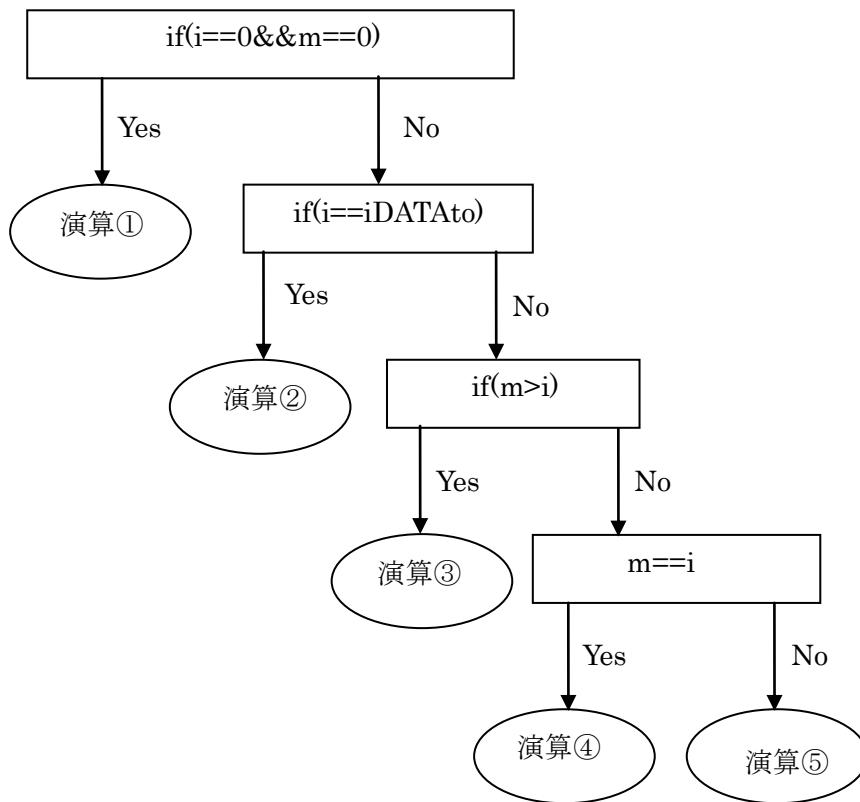 if(i==0&&m==0)
Yes
No
演算①
if(i==iDATAto)
Yes
No
演算②
if(m>i)
Yes
No
演算③
m==i
Yes
No
演算④
演算⑤